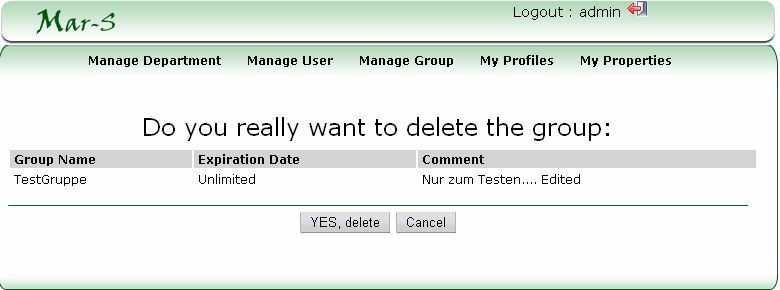 Mar-S
Logout : admin
Manage Department Manage User Manage Group My Profiles My Properties
Do you really want to delete the group:
Group Name Expiration Date Comment
TestGruppe Unlimited Nur zum Testen.... Edited
YES, delete Cancel